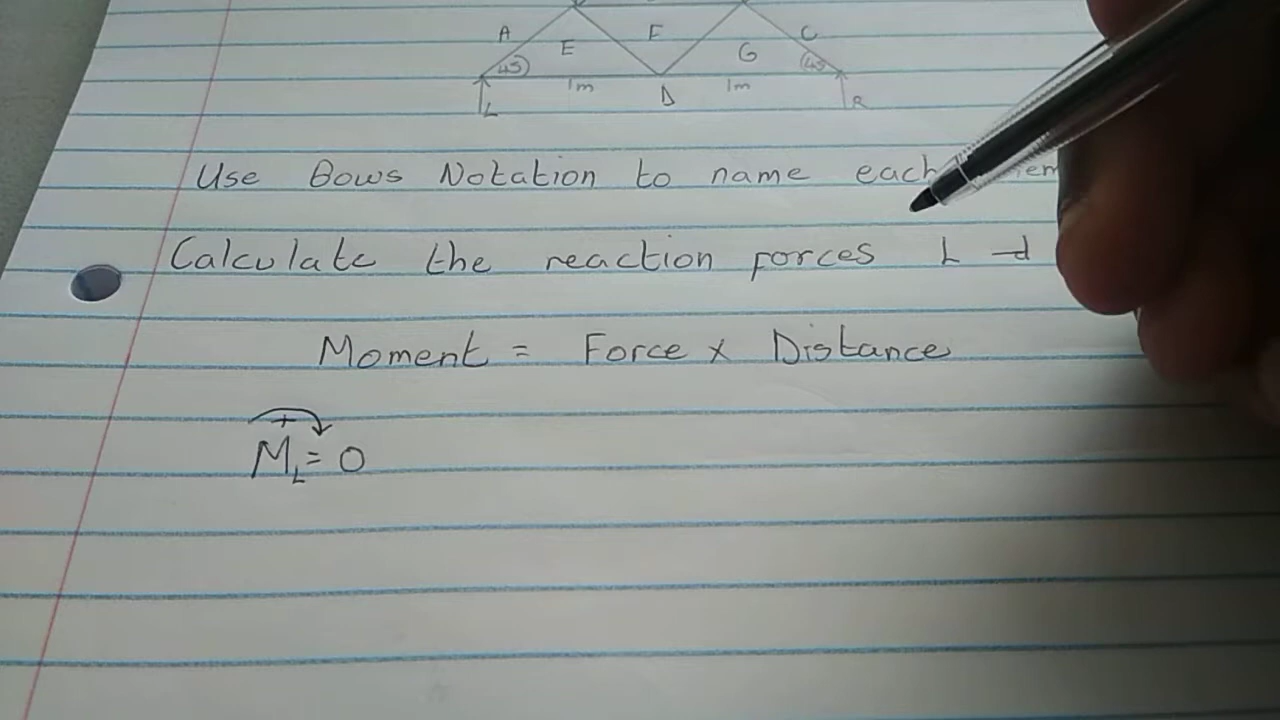 A F C
E G
45 45
1m 1m
D
L R
Use Bows Notation to name each
Calculate the reaction forces L
Moment = Force x Distance
+
M_L = 0